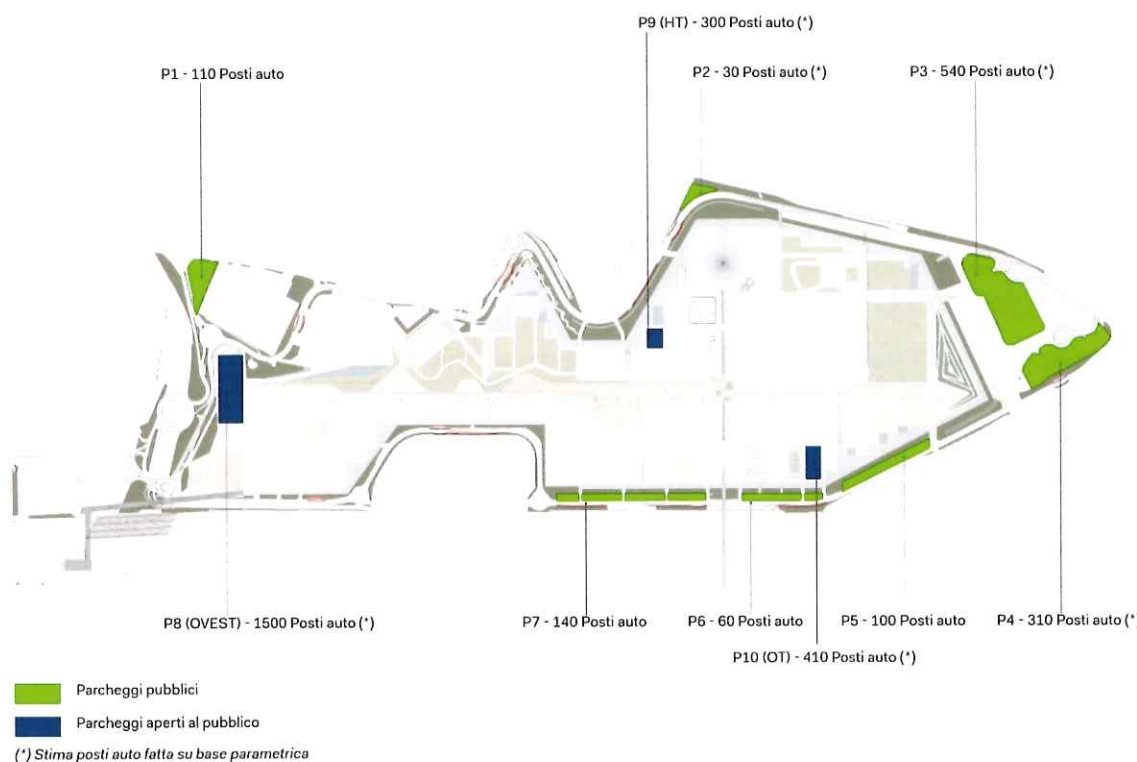 P9 (HT) - 300 Posti auto (*)
P1 - 110 Posti auto
P2 - 30 Posti auto (*)
P3 - 540 Posti auto (*)
P8 (OVEST) - 1500 Posti auto (*)
P7 - 140 Posti auto
P6 - 60 Posti auto
P5 - 100 Posti auto
P4 - 310 Posti auto (*)
P10 (OT) - 410 Posti auto (*)
Parcheggi pubblici
Parcheggi aperti al pubblico
(*) Stima posti auto fatta su base parametrica